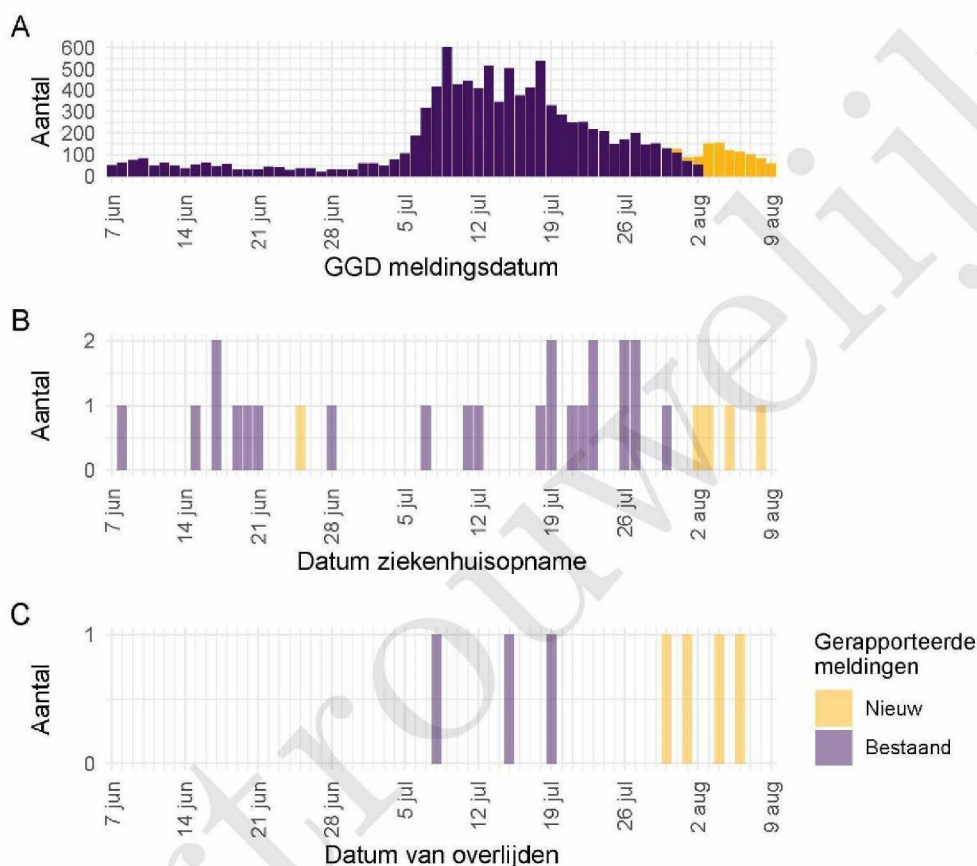 A
Aantal
600
500
400
300
200
100
0
7 jun
14 jun
21 jun
28 jun
5 jul
12 jul
19 jul
26 jul
2 aug
9 aug
GGD meldingsdatum
B
Aantal
2
1
0
7 jun
14 jun
21 jun
28 jun
5 jul
12 jul
19 jul
26 jul
2 aug
9 aug
Datum ziekenhuisopname
C
Aantal
1
0
7 jun
14 jun
21 jun
28 jun
5 jul
12 jul
19 jul
26 jul
2 aug
9 aug
Datum van overlijden
Gerapporteerde
meldingen
Nieuw
Bestaand
rtrouwelij